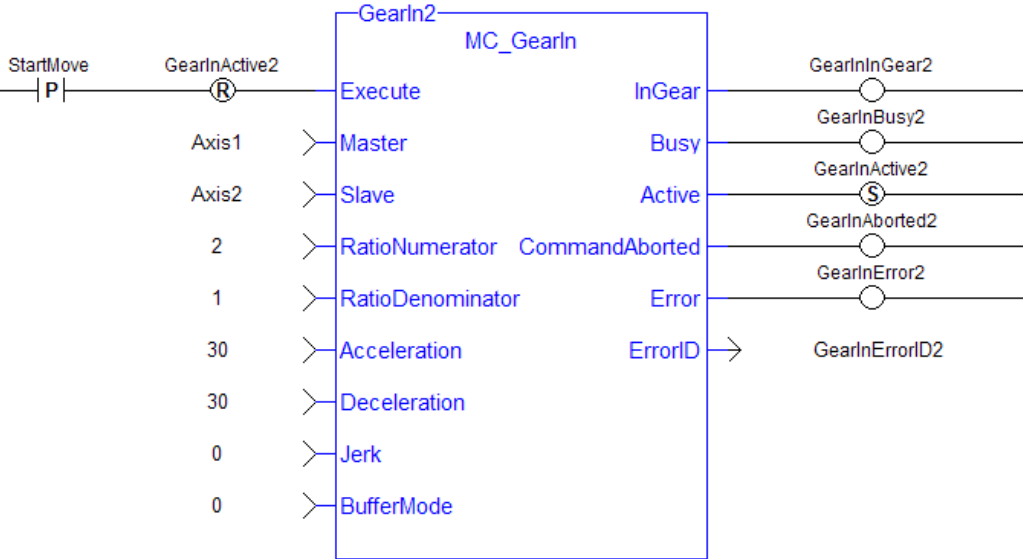 GearIn2
MC_GearIn
StartMove GearInActive2 GearInInGear2
P R Execute InGear
GearInBusy2
Axis1 Master Busy
GearInActive2
Axis2 Slave Active S
GearInAborted2
2 RatioNumerator CommandAborted
GearInError2
1 RatioDenominator Error
30 Acceleration ErrorID GearInErrorID2
30 Deceleration
0 Jerk
0 BufferMode